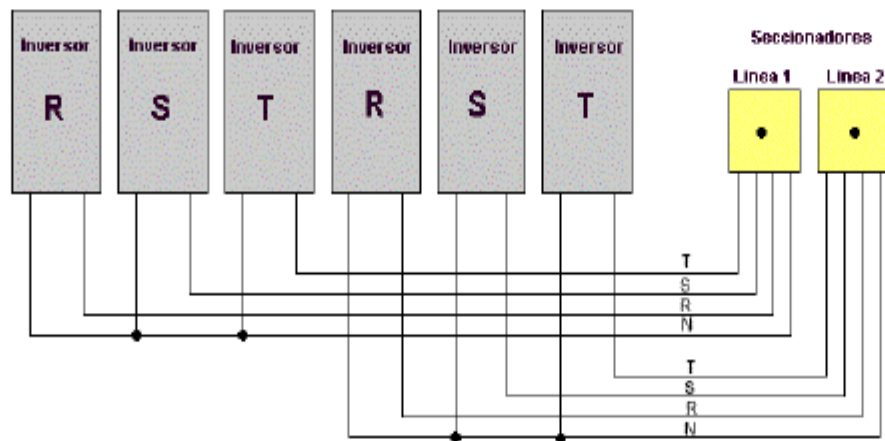 Inversor Inversor Inversor Inversor Inversor Inversor
R S T R S T
Seccionadores
Linea 1 Linea 2
T
S
R
N
T
S
R
N